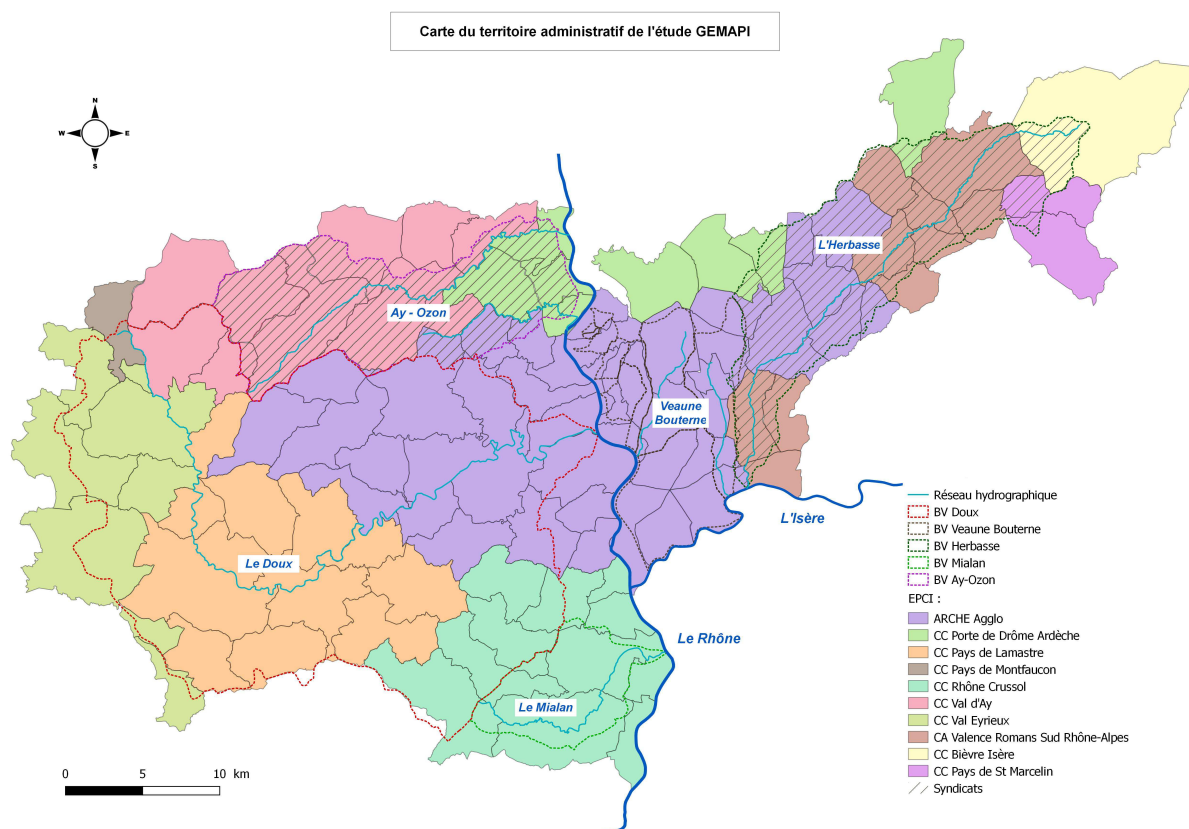 Carte du territoire administratif de l'étude GEMAPI
N
W
E
S
L'Herbasse
Ay - Ozon
Veaune
Bouterne
L'Isère
Le Doux
Le Rhône
Le Mialan
Réseau hydrographique
BV Doux
BV Veaune Bouterne
BV Herbasse
BV Mialan
BV Ay-Ozon
EPCI :
ARCHE Agglo
CC Porte de Drôme Ardèche
CC Pays de Lamastre
CC Pays de Montfaucon
CC Rhône Crussol
CC Val d'Ay
CC Val Eyrieux
CA Valence Romans Sud Rhône-Alpes
CC Bièvre Isère
CC Pays de St Marcelin
Syndicats
0 5 10 km